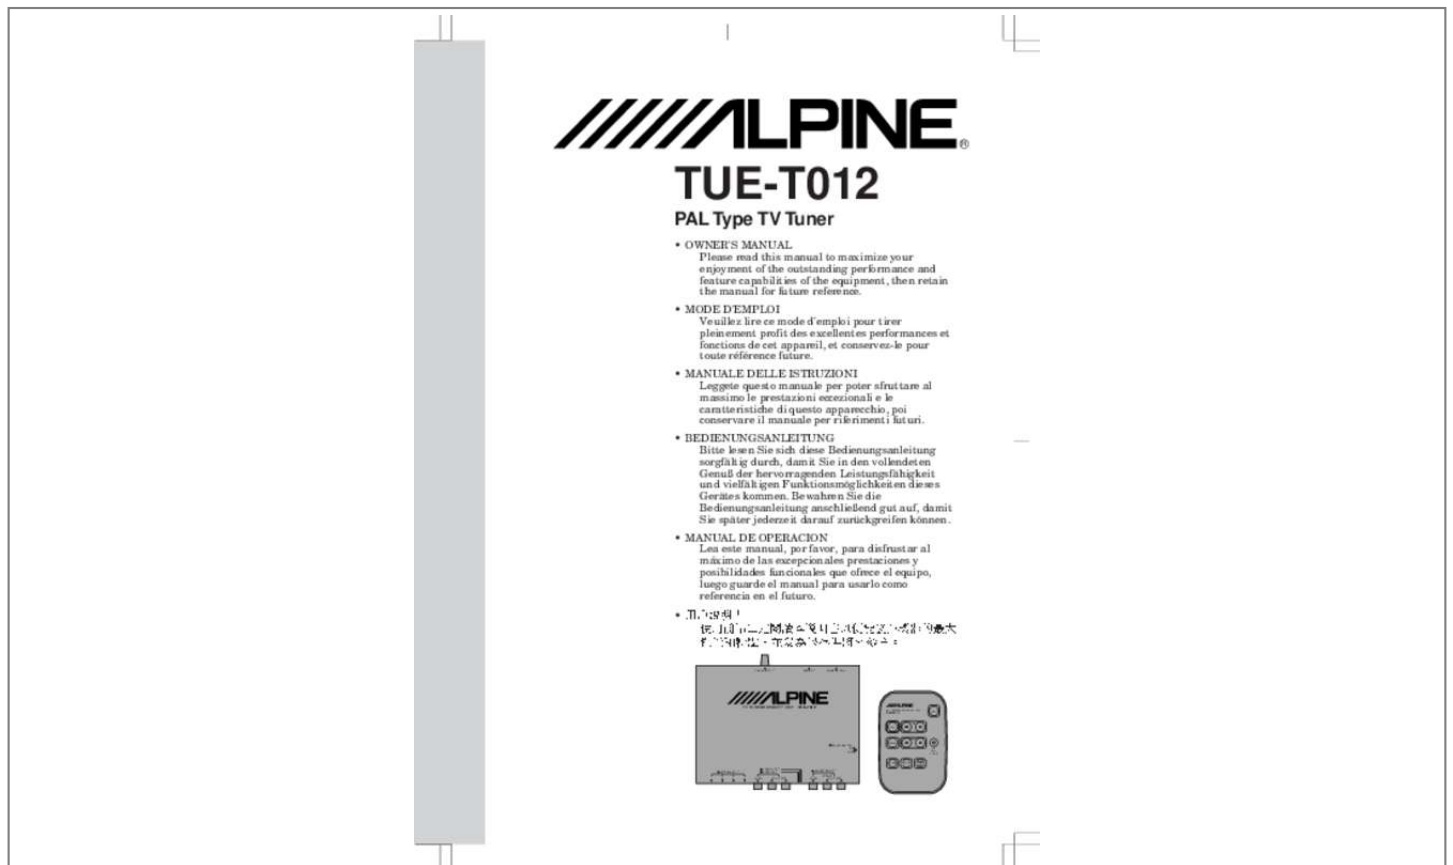 ALPINE®
TUE-T012
PAL Type TV Tuner
• OWNER'S MANUAL
Please read this manual to maximize your
enjoyment of the outstanding performance and
feature capabilities of the equipment, then retain
the manual for future reference.
• MODE D'EMPLOI
Veuillez lire ce mode d'emploi pour tirer
pleinement profit des excellentes performances et
fonctions de cet appareil, et conservez-le pour
toute référence future.
• MANUALE DELLE ISTRUZIONI
Leggete questo manuale per poter sfruttare al
massimo le prestazioni eccezionali e le
caratteristiche di questo apparecchio, poi
conservare il manuale per riferimenti futuri.
• BEDIENUNGSANLEITUNG
Bitte lesen Sie sich diese Bedienungsanleitung
sorgfältig durch, damit Sie in den vollendeten
Genuß der hervorragenden Leistungsfähigkeit
und vielfältigen Funktionsmöglichkeiten dieses
Gerätes kommen. Bewahren Sie die
Bedienungsanleitung anschließend gut auf, damit
Sie später jederzeit darauf zurückgreifen können.
• MANUAL DE OPERACION
Lea este manual, por favor, para disfrustar al
máximo de las excepcionales prestaciones y
posibilidades funcionales que ofrece el equipo,
luego guarde el manual para usarlo como
referencia en el futuro.
ALPINE
ALPINE